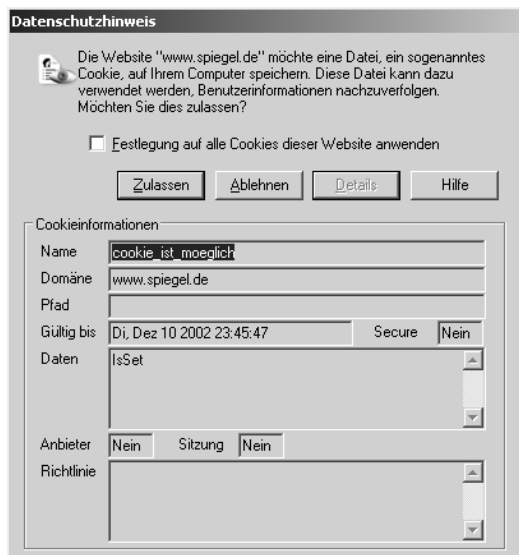 Datenschutzhinweis
Die Website "www.spiegel.de" möchte eine Datei, ein sogenanntes
Cookie, auf Ihrem Computer speichern. Diese Datei kann dazu
verwendet werden, Benutzerinformationen nachzuverfolgen.
Möchten Sie dies zulassen?
Festlegung auf alle Cookies dieser Website anwenden
Zulassen Ablehnen Details Hilfe
Cookieinformationen
Name cookie_ist_moeglich
Domäne www.spiegel.de
Pfad
Gültig bis Di, Dez 10 2002 23:45:47 Secure Nein
Daten IsSet
Anbieter Nein Sitzung Nein
Richtlinie